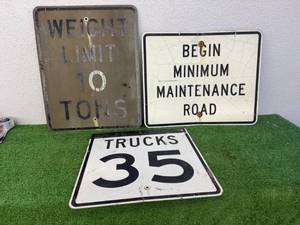 WEIGHT
LIMIT
10
TONS
BEGIN
MINIMUM
MAINTENANCE
ROAD
TRUCKS
35